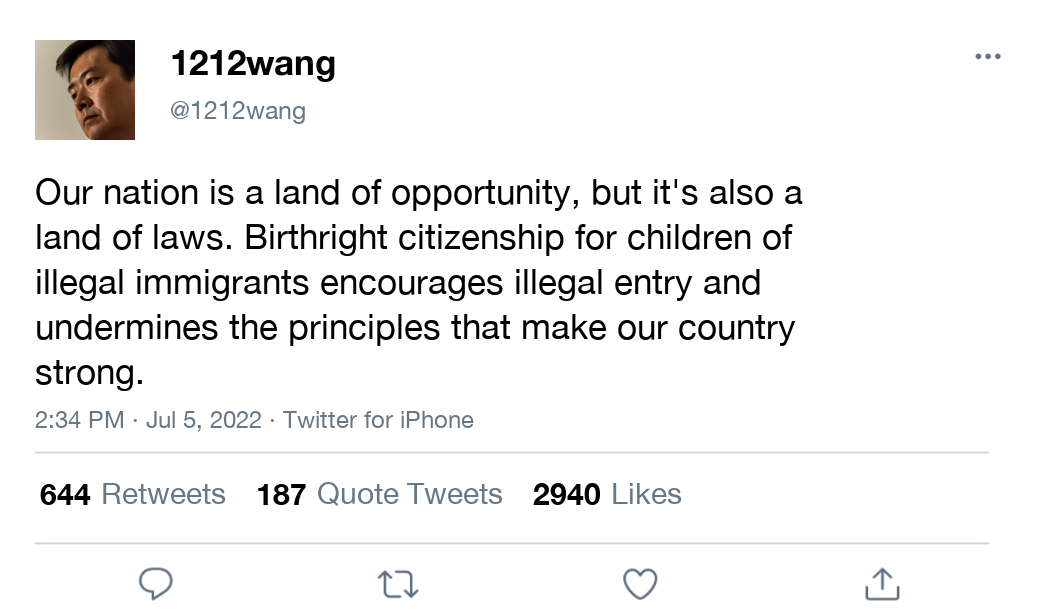 1212wang
@1212wang
Our nation is a land of opportunity, but it's also a
land of laws. Birthright citizenship for children of
illegal immigrants encourages illegal entry and
undermines the principles that make our country
strong.
2:34 PM · Jul 5, 2022 · Twitter for iPhone
644 Retweets 187 Quote Tweets 2940 Likes